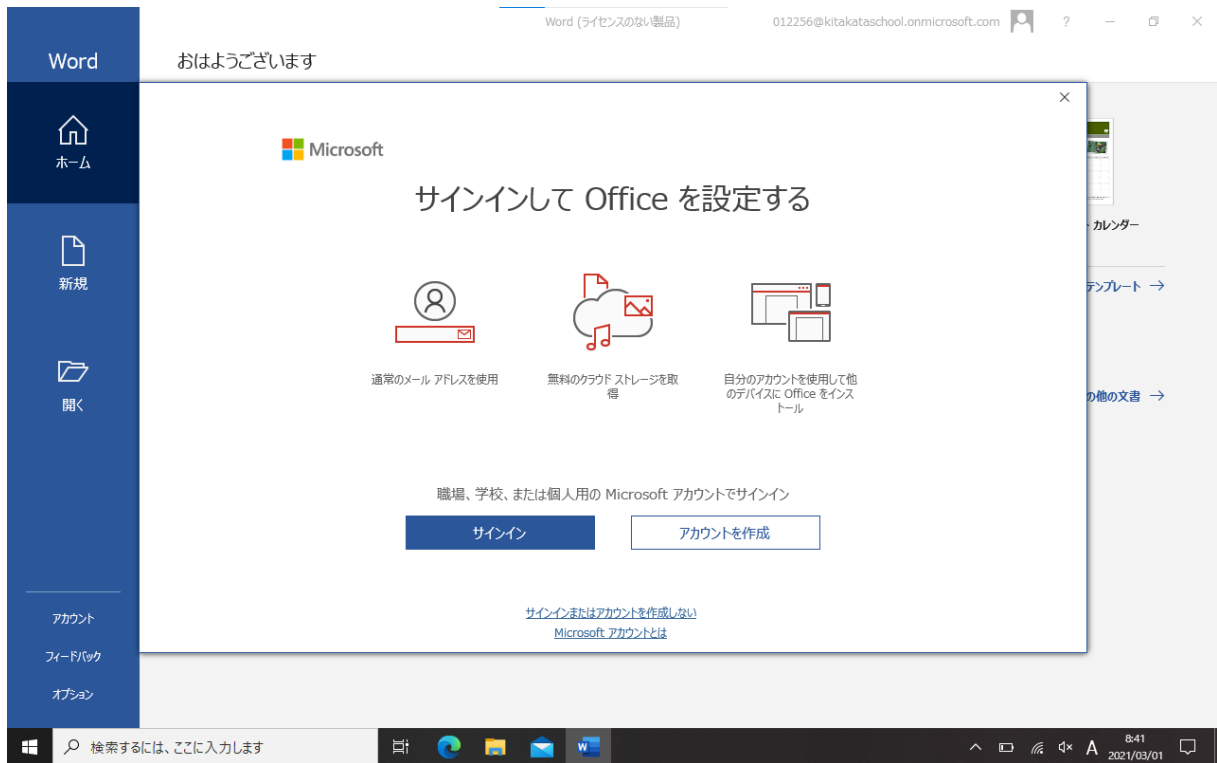 Word (ライセンスのない製品)
012256@kitakataschool.onmicrosoft.com
?
Word
おはようございます
ホーム
新規
開く
アカウント
フィードバック
オプション
Microsoft
サインインして Office を設定する
通常のメール アドレスを使用
無料のクラウド ストレージを取
得
自分のアカウントを使用して他
のデバイスに Office をインス
トール
職場、学校、または個人用の Microsoft アカウントでサインイン
サインイン
アカウントを作成
サインインまたはアカウントを作成しない
Microsoft アカウントとは
カレンダー
テンプレート →
の他の文書 →
検索するには、ここに入力します
A
8:41
2021/03/01